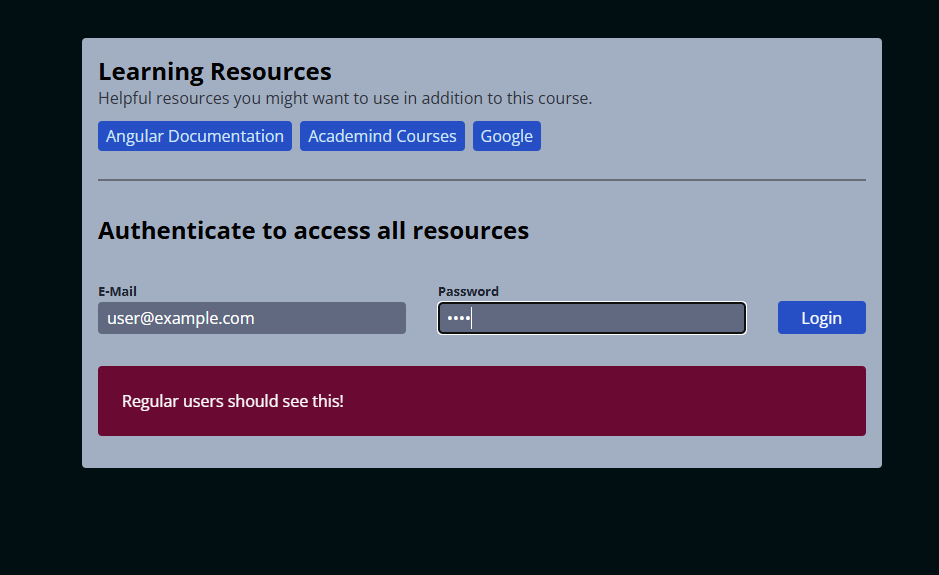 Learning Resources
Helpful resources you might want to use in addition to this course.
Angular Documentation Academind Courses Google
Authenticate to access all resources
E-Mail Password
user@example.com •••• Login
Regular users should see this!